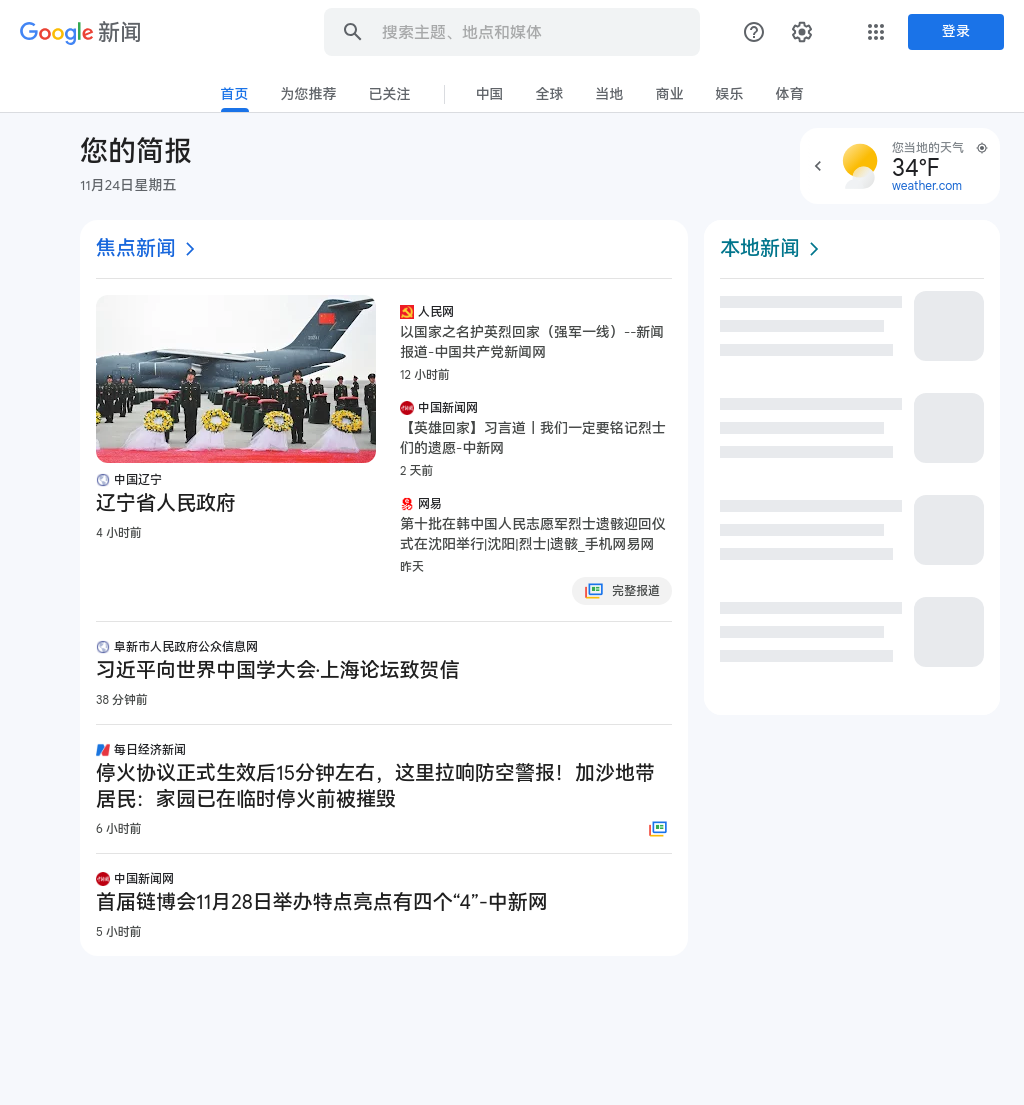 Google 新闻
搜索主题、地点和媒体
登录
首页
为您推荐
已关注
中国
全球
当地
商业
娱乐
体育
您的简报
11月24日星期五
您当地的天气
34°F
weather.com
焦点新闻
中国辽宁
辽宁省人民政府
4 小时前
人民网
以国家之名护英烈回家（强军一线）--新闻
报道-中国共产党新闻网
12 小时前
中国新闻网
【英雄回家】习言道丨我们一定要铭记烈士
们的遗愿-中新网
2 天前
网易
第十批在韩中国人民志愿军烈士遗骸迎回仪
式在沈阳举行|沈阳|烈士|遗骸_手机网易网
昨天
完整报道
阜新市人民政府公众信息网
习近平向世界中国学大会·上海论坛致贺信
38 分钟前
每日经济新闻
停火协议正式生效后15分钟左右，这里拉响防空警报！加沙地带
居民：家园已在临时停火前被摧毁
6 小时前
中国新闻网
首届链博会11月28日举办特点亮点有四个“4”-中新网
5 小时前
本地新闻